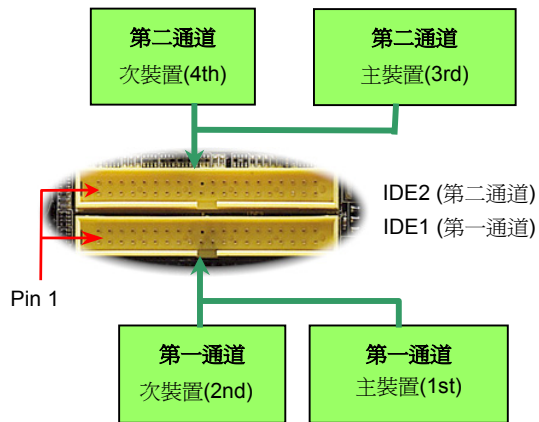 第二通道
次裝置(4th)
第二通道
主裝置(3rd)
IDE2 (第二通道)
IDE1 (第一通道)
Pin 1
第一通道
次裝置(2nd)
第一通道
主裝置(1st)